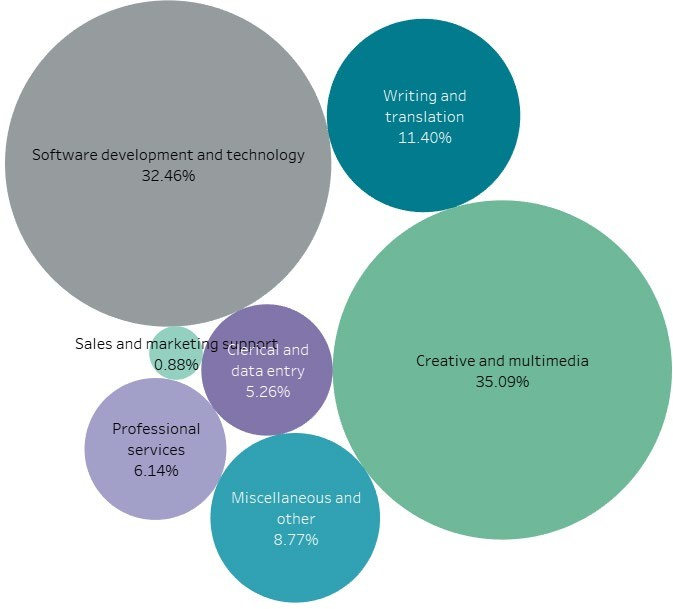 Software development and technology
32.46%
Writing and
translation
11.40%
Sales and marketing support
0.88%
Clerical and
data entry
5.26%
Creative and multimedia
35.09%
Professional
services
6.14%
Miscellaneous and
other
8.77%